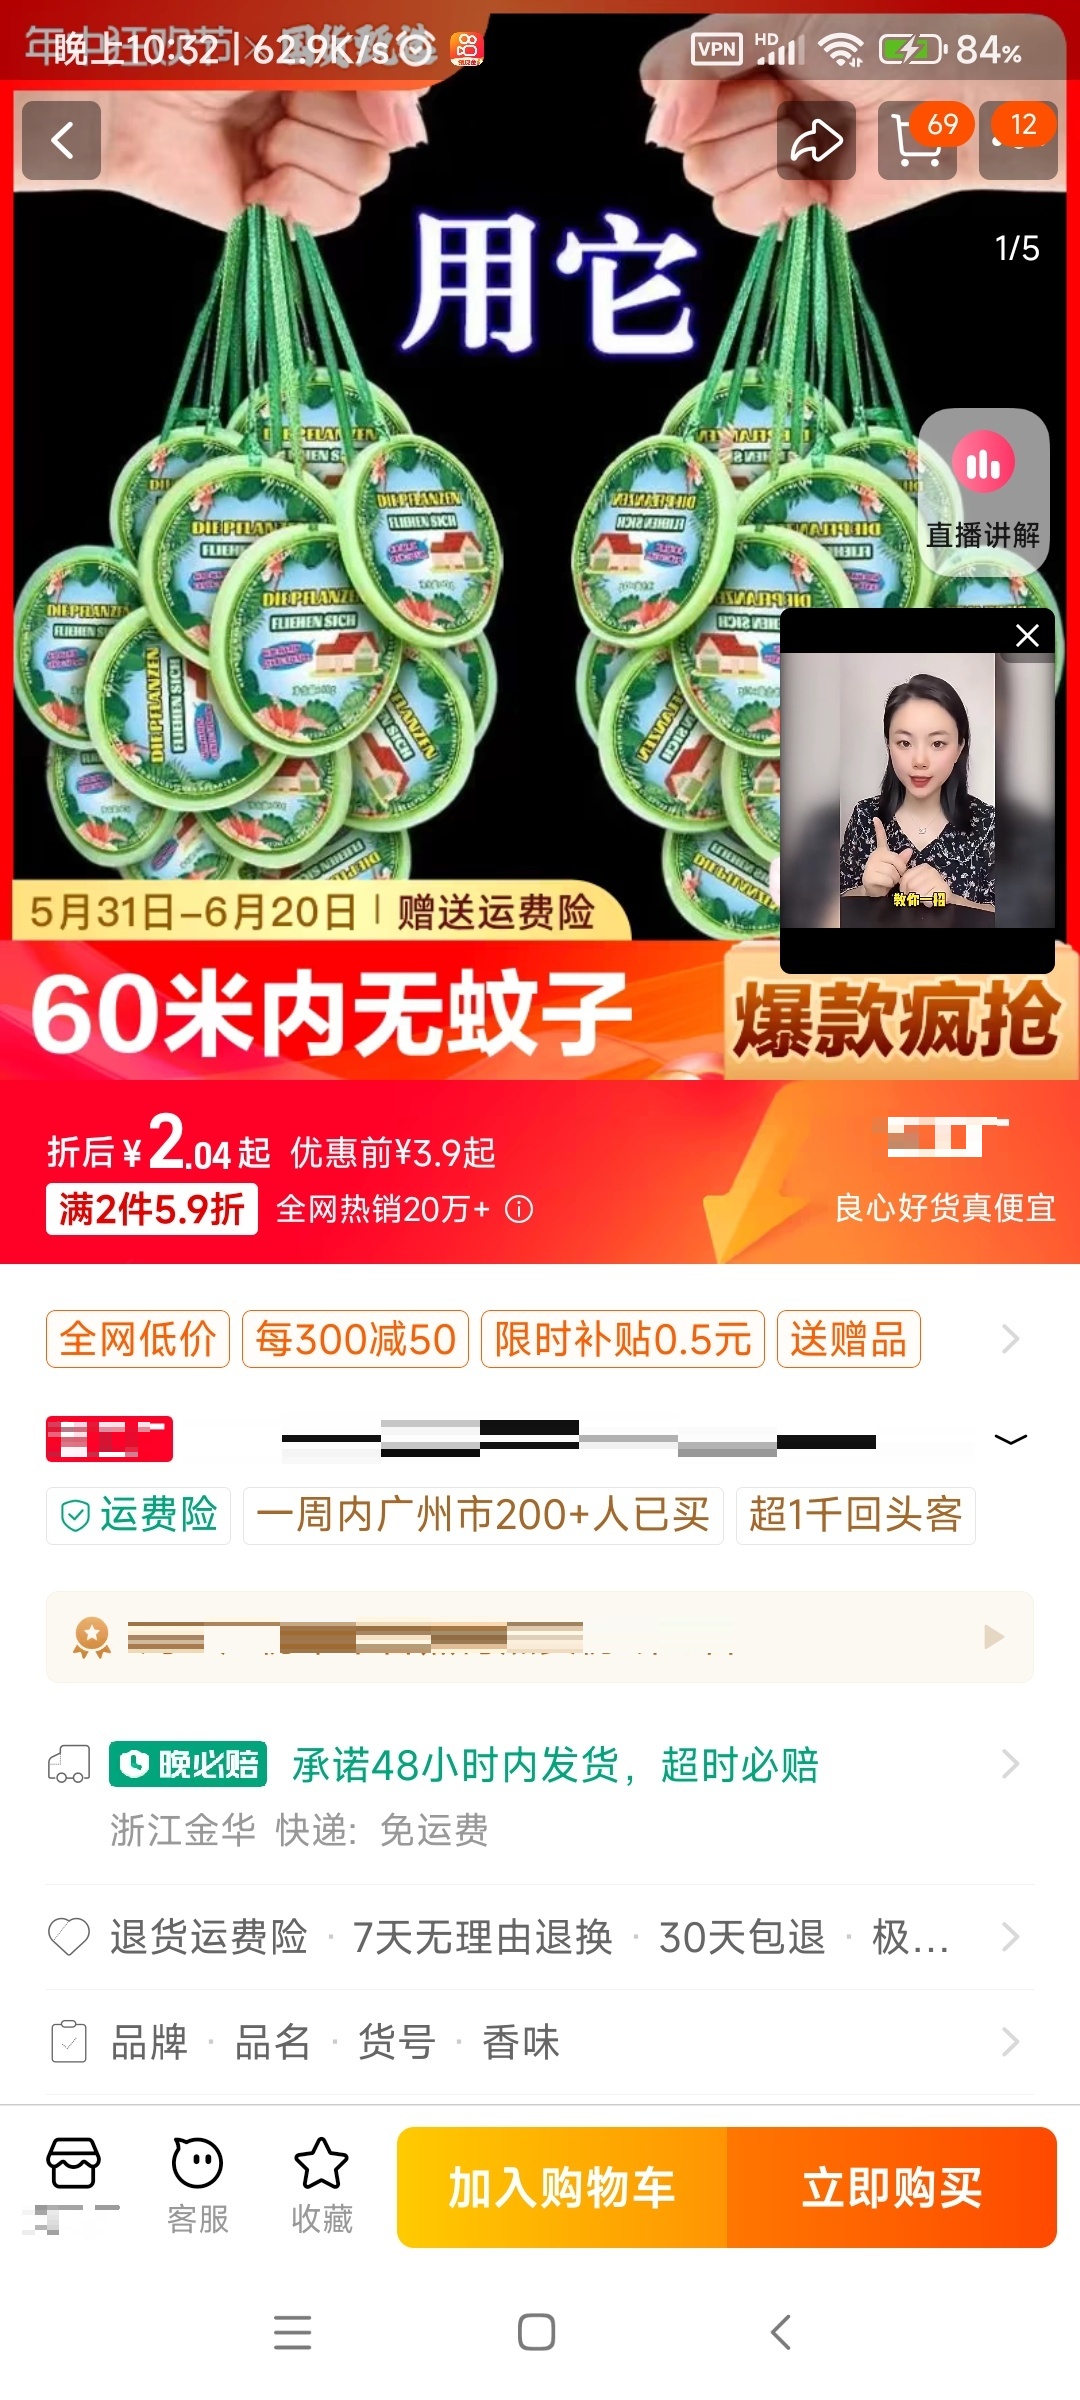 晚上10:32 | 62.9K/s
VPN HD 84%
69
12
用它
1/5
直播讲解
DIE PFLANZEN
FLIEHEN SICH
教你一招
5月31日-6月20日 | 赠送运费险
60米内无蚊子
爆款疯抢
折后¥2.04起 优惠前¥3.9起
满2件5.9折 全网热销20万+
良心好货真便宜
全网低价 每300减50 限时补贴0.5元 送赠品
运费险 一周内广州市200+人已买 超1千回头客
晚必赔 承诺48小时内发货，超时必赔
浙江金华 快递: 免运费
退货运费险 · 7天无理由退换 · 30天包退 · 极...
品牌 · 品名 · 货号 · 香味
客服
收藏
加入购物车
立即购买